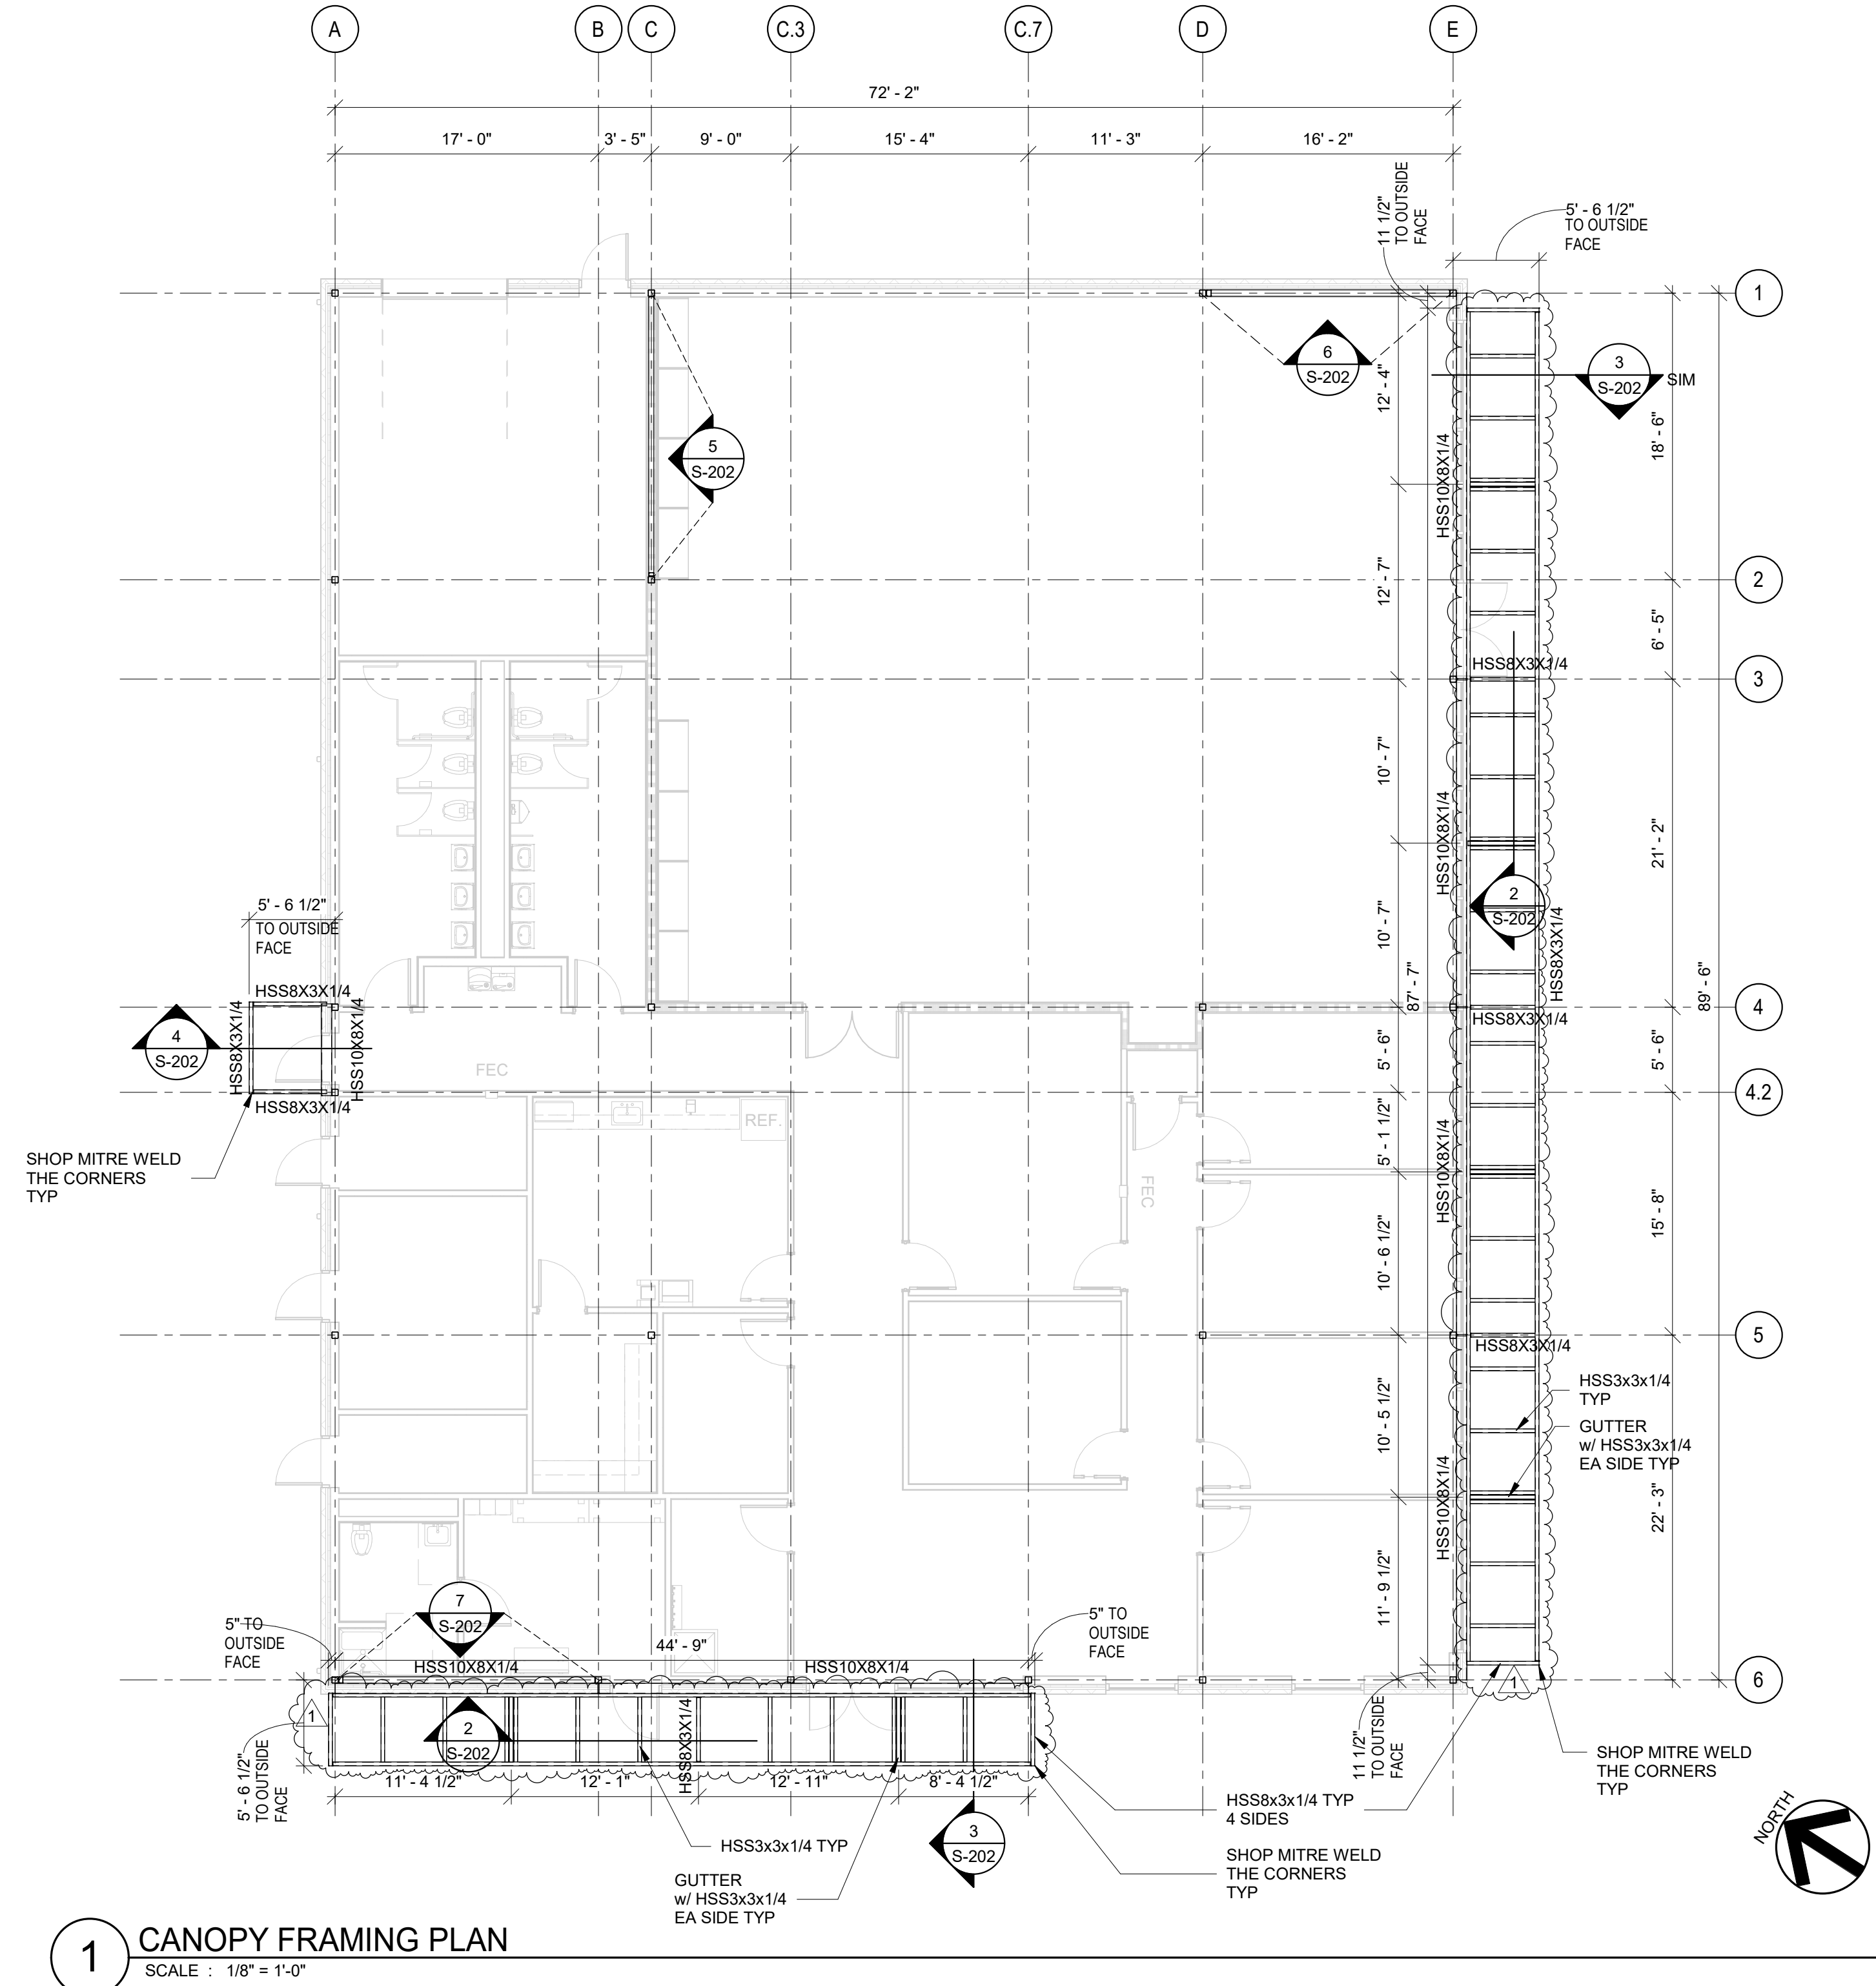 A
B
C
C.3
C.7
D
E
72' - 2"
17' - 0"
3' - 5"
9' - 0"
15' - 4"
11' - 3"
16' - 2"
11 1/2"
TO OUTSIDE
FACE
5' - 6 1/2"
TO OUTSIDE
FACE
1
6
S-202
3
S-202
SIM
12' - 4"
18' - 6"
HSS10X8X1/4
5
S-202
2
12' - 7"
6' - 5"
HSS8X3X1/4
3
10' - 7"
HSS10X8X1/4
21' - 2"
2
S-202
5' - 6 1/2"
TO OUTSIDE
FACE
10' - 7"
HSS8X3X1/4
87' - 7"
89' - 6"
HSS8X3X1/4
HSS8X3X1/4
HSS10X8X1/4
4
S-202
HSS8X3X1/4
HSS8X3X1/4
4
5' - 6"
5' - 6"
FEC
4.2
REF.
FEC
5' - 1 1/2"
HSS10X8X1/4
SHOP MITRE WELD
THE CORNERS
TYP
15' - 8"
10' - 6 1/2"
5
HSS8X3X1/4
HSS3x3x1/4
TYP
GUTTER
w/ HSS3x3x1/4
EA SIDE TYP
10' - 5 1/2"
HSS10X8X1/4
22' - 3"
11' - 9 1/2"
7
S-202
5" TO
OUTSIDE
FACE
44' - 9"
5" TO
OUTSIDE
FACE
HSS10X8X1/4
HSS10X8X1/4
6
1
1
2
S-202
HSS8X3X1/4
5' - 6 1/2"
TO OUTSIDE
FACE
11 1/2"
TO OUTSIDE
FACE
11' - 4 1/2"
12' - 1"
12' - 11"
8' - 4 1/2"
SHOP MITRE WELD
THE CORNERS
TYP
HSS8x3x1/4 TYP
4 SIDES
3
S-202
HSS3x3x1/4 TYP
SHOP MITRE WELD
THE CORNERS
TYP
GUTTER
w/ HSS3x3x1/4
EA SIDE TYP
NORTH
1
CANOPY FRAMING PLAN
SCALE : 1/8" = 1'-0"